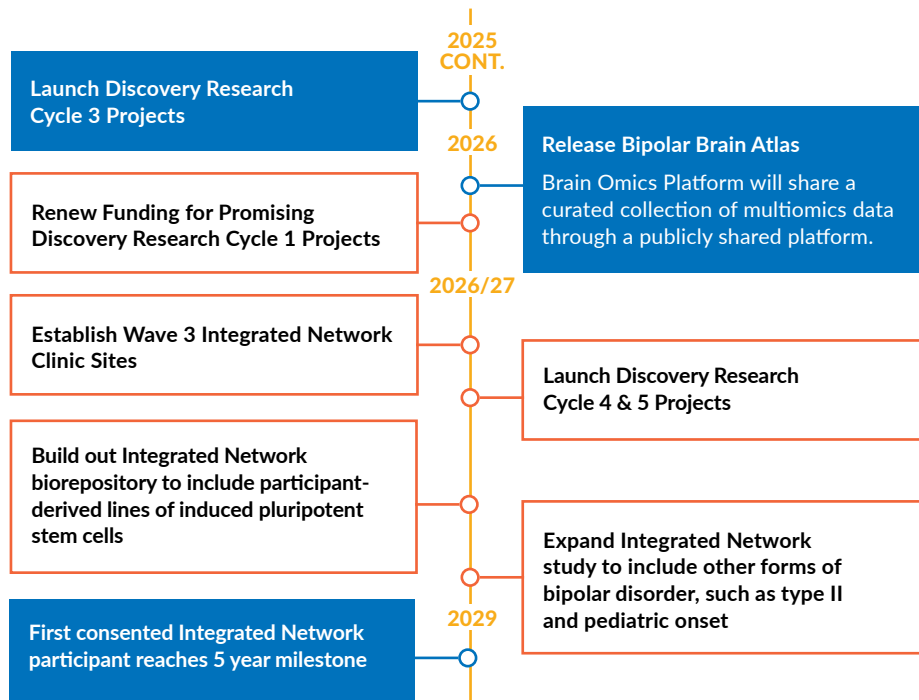 2025
CONT.
Launch Discovery Research
Cycle 3 Projects
2026
Release Bipolar Brain Atlas
Brain Omics Platform will share a
curated collection of multiomics data
through a publicly shared platform.
Renew Funding for Promising
Discovery Research Cycle 1 Projects
2026/27
Establish Wave 3 Integrated Network
Clinic Sites
Launch Discovery Research
Cycle 4 & 5 Projects
Build out Integrated Network
biorepository to include participant-
derived lines of induced pluripotent
stem cells
Expand Integrated Network
study to include other forms of
bipolar disorder, such as type II
and pediatric onset
2029
First consented Integrated Network
participant reaches 5 year milestone